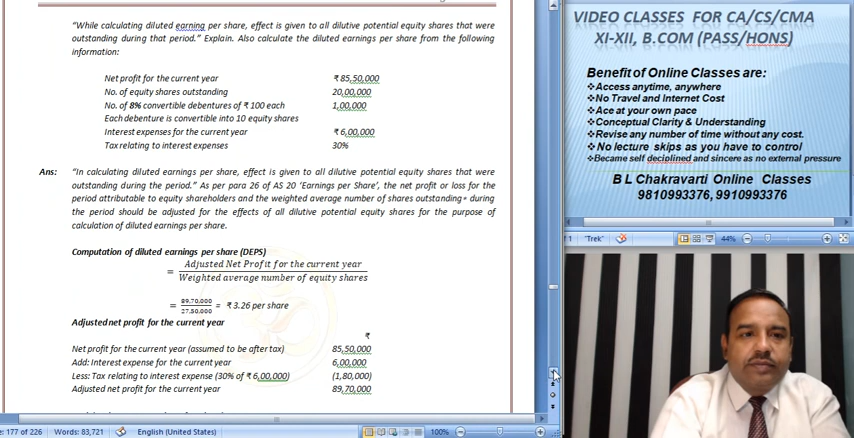 "While calculating diluted earning per share, effect is given to all dilutive potential equity shares that were
outstanding during that period." Explain. Also calculate the diluted earnings per share from the following
information:
Net profit for the current year ₹ 85,50,000
No. of equity shares outstanding 20,00,000
No. of 8% convertible debentures of ₹ 100 each 1,00,000
Each debenture is convertible into 10 equity shares
Interest expenses for the current year ₹ 6,00,000
Tax relating to interest expenses 30%
Ans: "In calculating diluted earnings per share, effect is given to all dilutive potential equity shares that were
outstanding during the period." As per para 26 of AS 20 'Earnings per Share', the net profit or loss for the
period attributable to equity shareholders and the weighted average number of shares outstanding during
the period should be adjusted for the effects of all dilutive potential equity shares for the purpose of
calculation of diluted earnings per share.
Computation of diluted earnings per share (DEPS)
= Adjusted Net Profit for the current year
Weighted average number of equity shares
= 89,70,000
27,50,000 = ₹ 3.26 per share
Adjusted net profit for the current year
₹
Net profit for the current year (assumed to be after tax) 85,50,000
Add: Interest expense for the current year 6,00,000
Less: Tax relating to interest expense (30% of ₹ 6,00,000) (1,80,000)
Adjusted net profit for the current year 89,70,000
: 177 of 226 Words: 83,721 English (United States) 100%
VIDEO CLASSES FOR CA/CS/CMA
XI-XII, B.COM (PASS/HONS)
Benefit of Online Classes are:
❖Access anytime, anywhere
❖No Travel and Internet Cost
❖Ace at your own pace
❖Conceptual Clarity & Understanding
❖Revise any number of time without any cost.
❖No lecture skips as you have to control
❖Became self deciplined and sincere as no external pressure
B L Chakravarti Online Classes
9810993376, 9910993376
f 1 "Trek" 44%